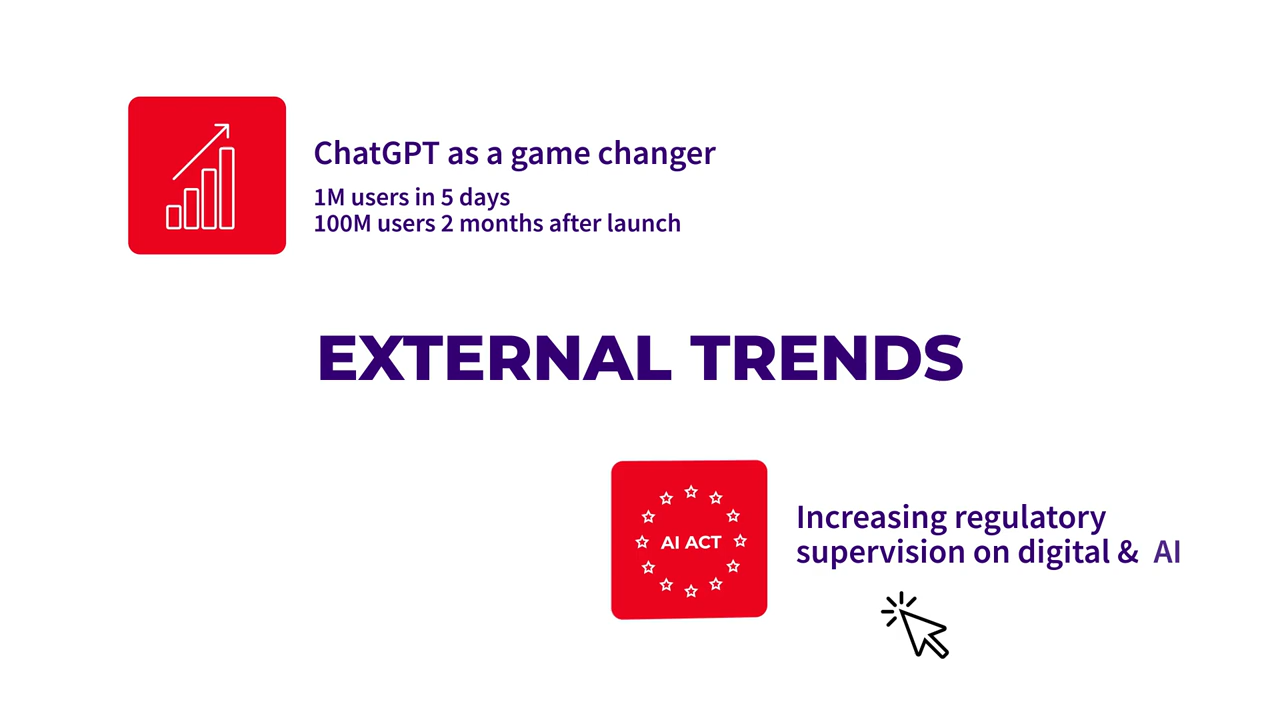 ChatGPT as a game changer
1M users in 5 days
100M users 2 months after launch
EXTERNAL TRENDS
AI ACT
Increasing regulatory
supervision on digital & AI